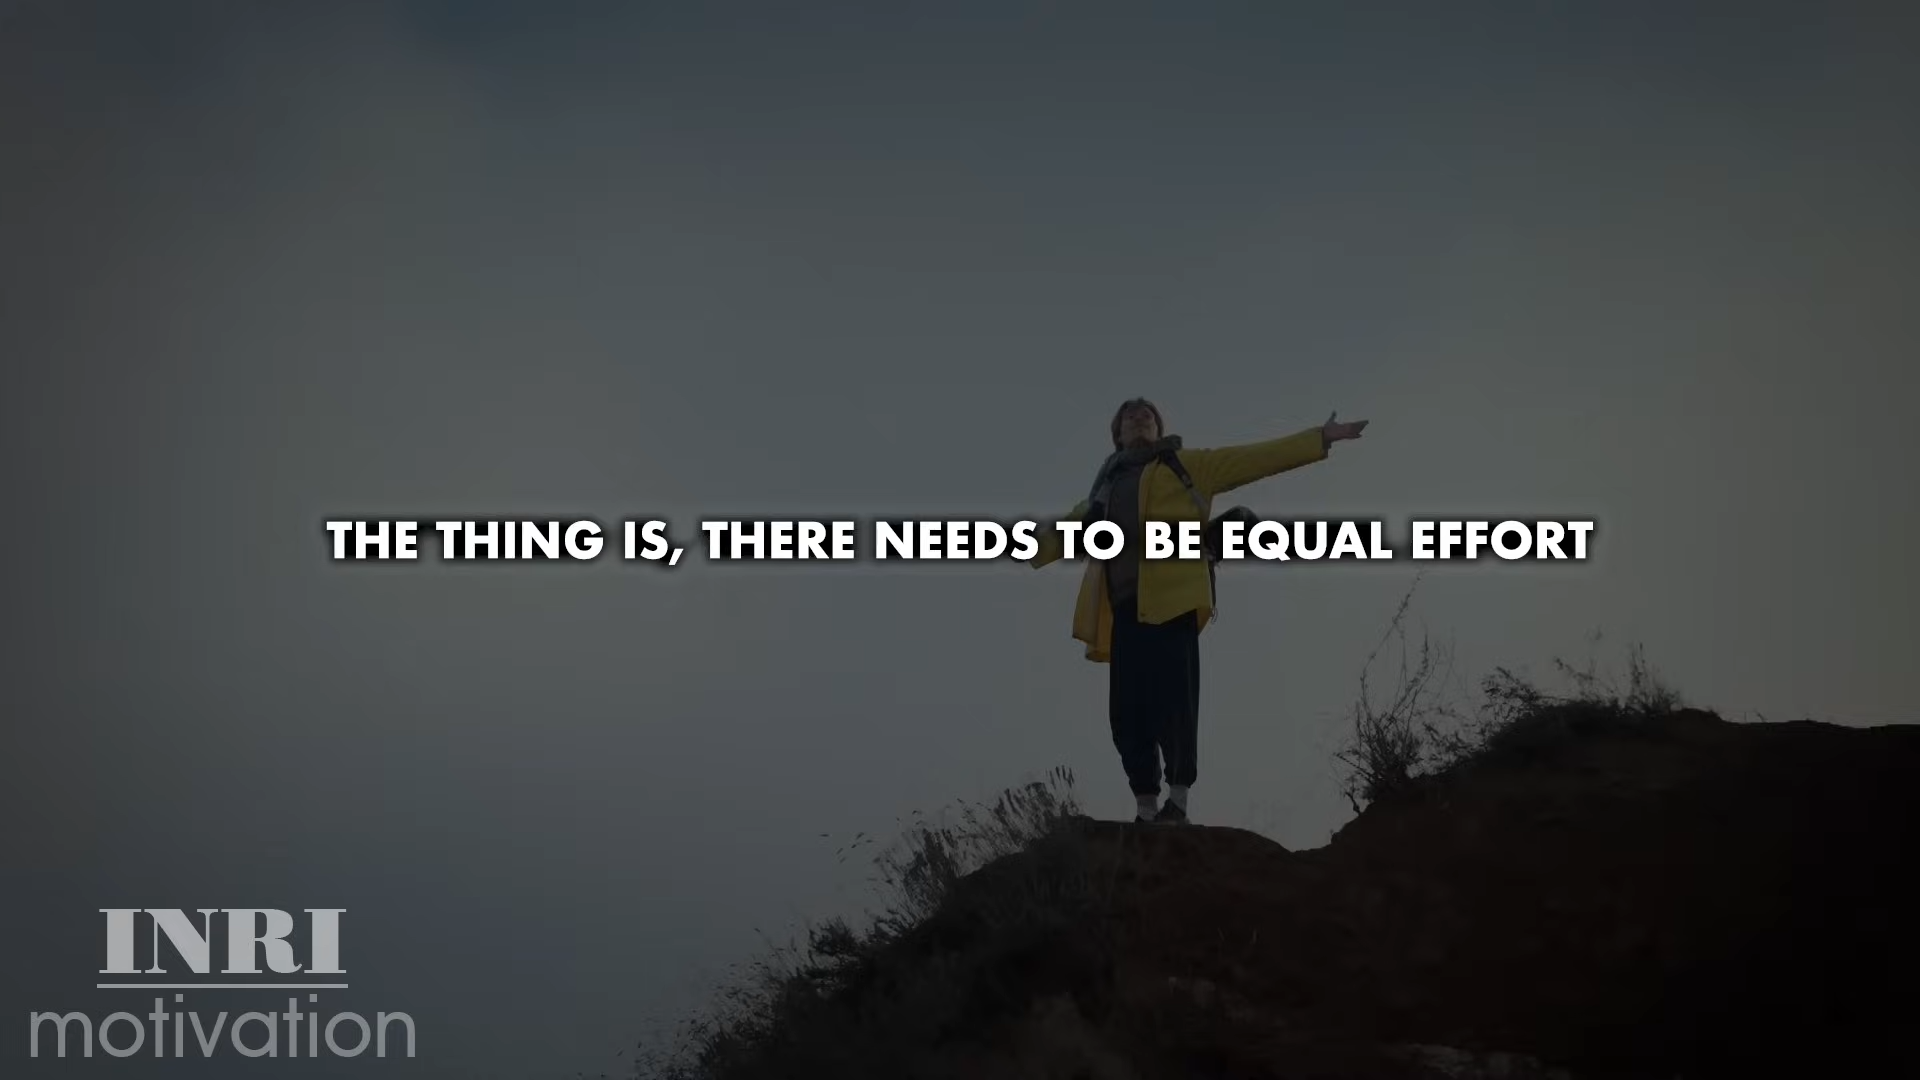 THE THING IS, THERE NEEDS TO BE EQUAL EFFORT
INRI
motivation